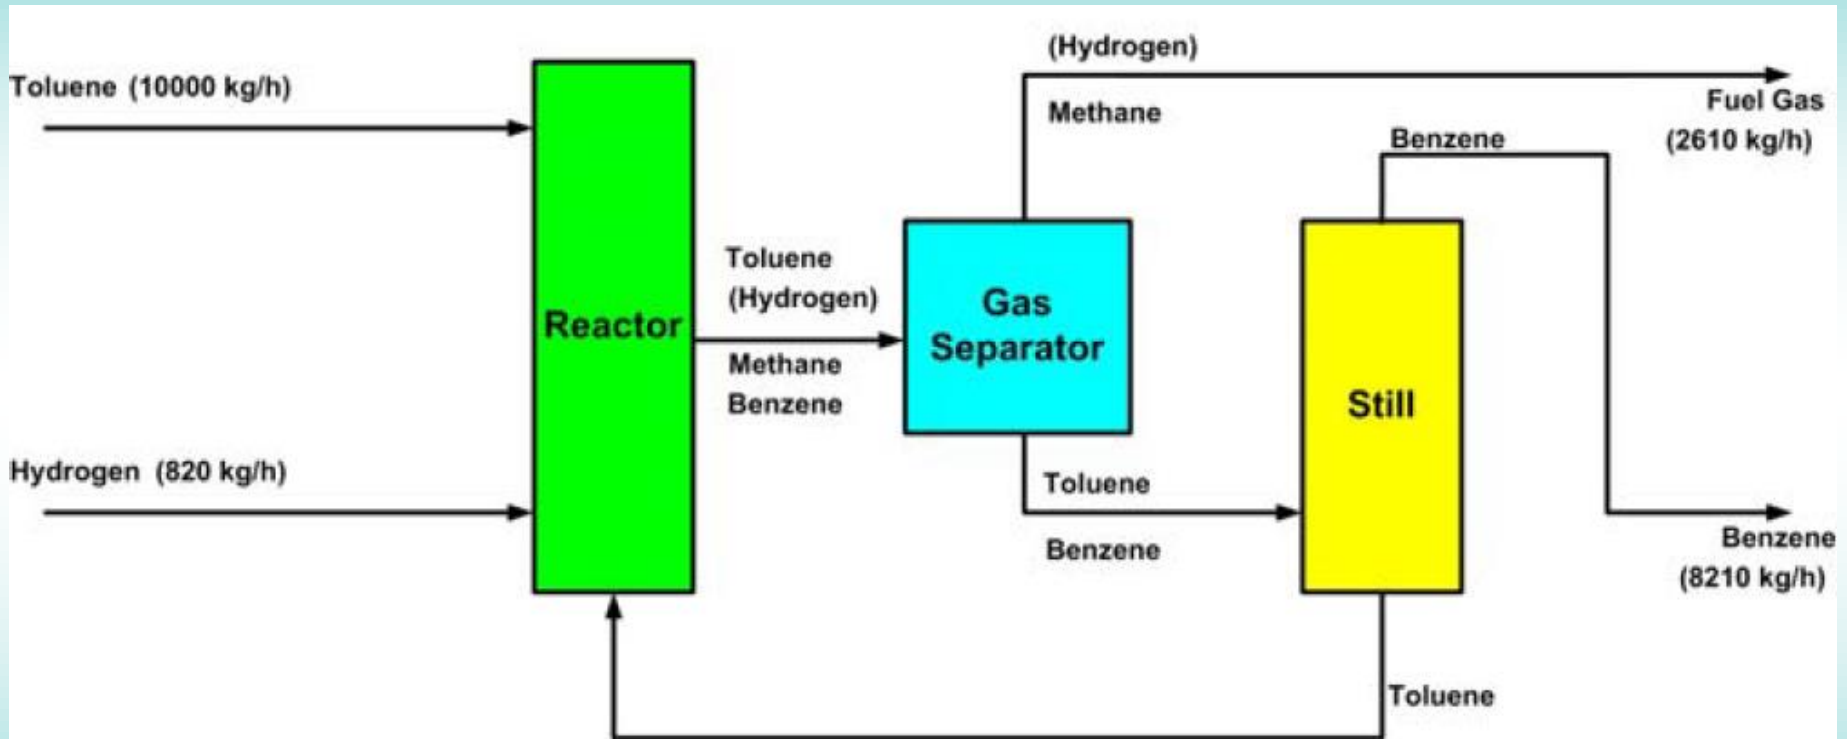 Toluene (10000 kg/h)
Hydrogen (820 kg/h)
Reactor
Toluene
(Hydrogen)
Methane
Benzene
Gas
Separator
(Hydrogen)
Methane
Fuel Gas
(2610 kg/h)
Toluene
Benzene
Still
Benzene
Benzene
(8210 kg/h)
Toluene